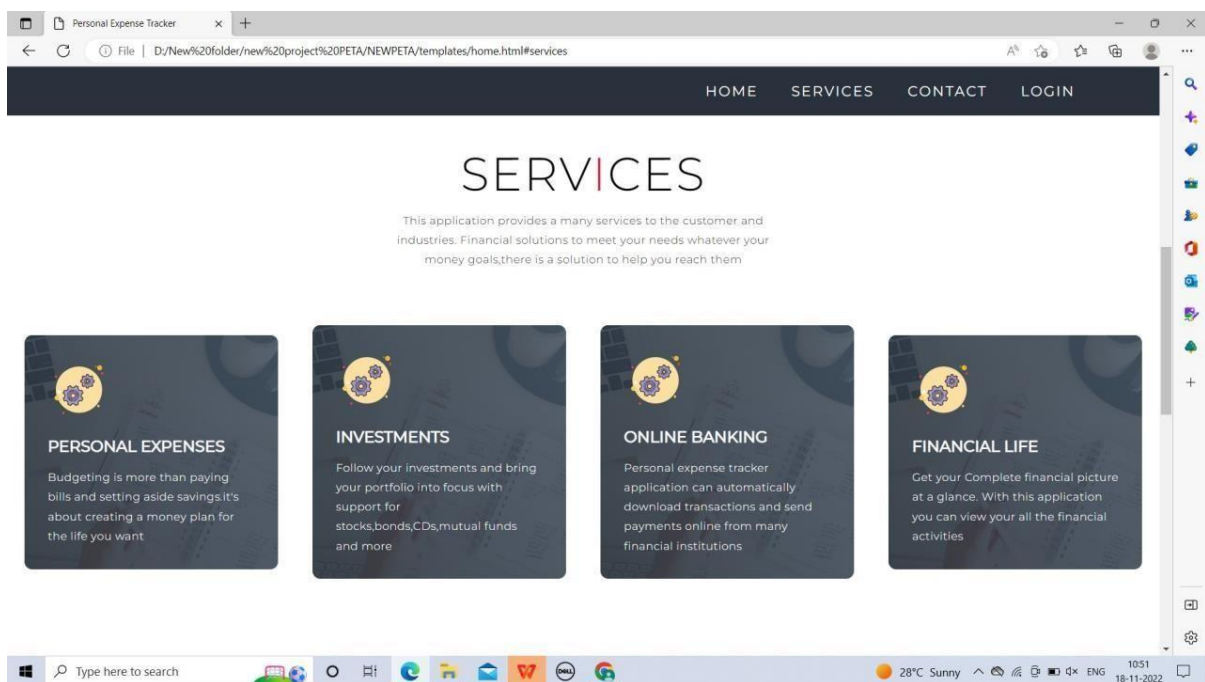 Personal Expense Tracker
File | D:/New%20folder/new%20project%20PETA/NEWPETA/templates/home.html#services
HOME SERVICES CONTACT LOGIN
SERVICES
This application provides a many services to the customer and
industries. Financial solutions to meet your needs whatever your
money goals,there is a solution to help you reach them
PERSONAL EXPENSES
Budgeting is more than paying
bills and setting aside savings.it's
about creating a money plan for
the life you want
INVESTMENTS
Follow your investments and bring
your portfolio into focus with
support for
stocks,bonds,CDs,mutual funds
and more
ONLINE BANKING
Personal expense tracker
application can automatically
download transactions and send
payments online from many
financial institutions
FINANCIAL LIFE
Get your Complete financial picture
at a glance. With this application
you can view your all the financial
activities
Type here to search
DELL
28°C Sunny
ENG
10:51
18-11-2022